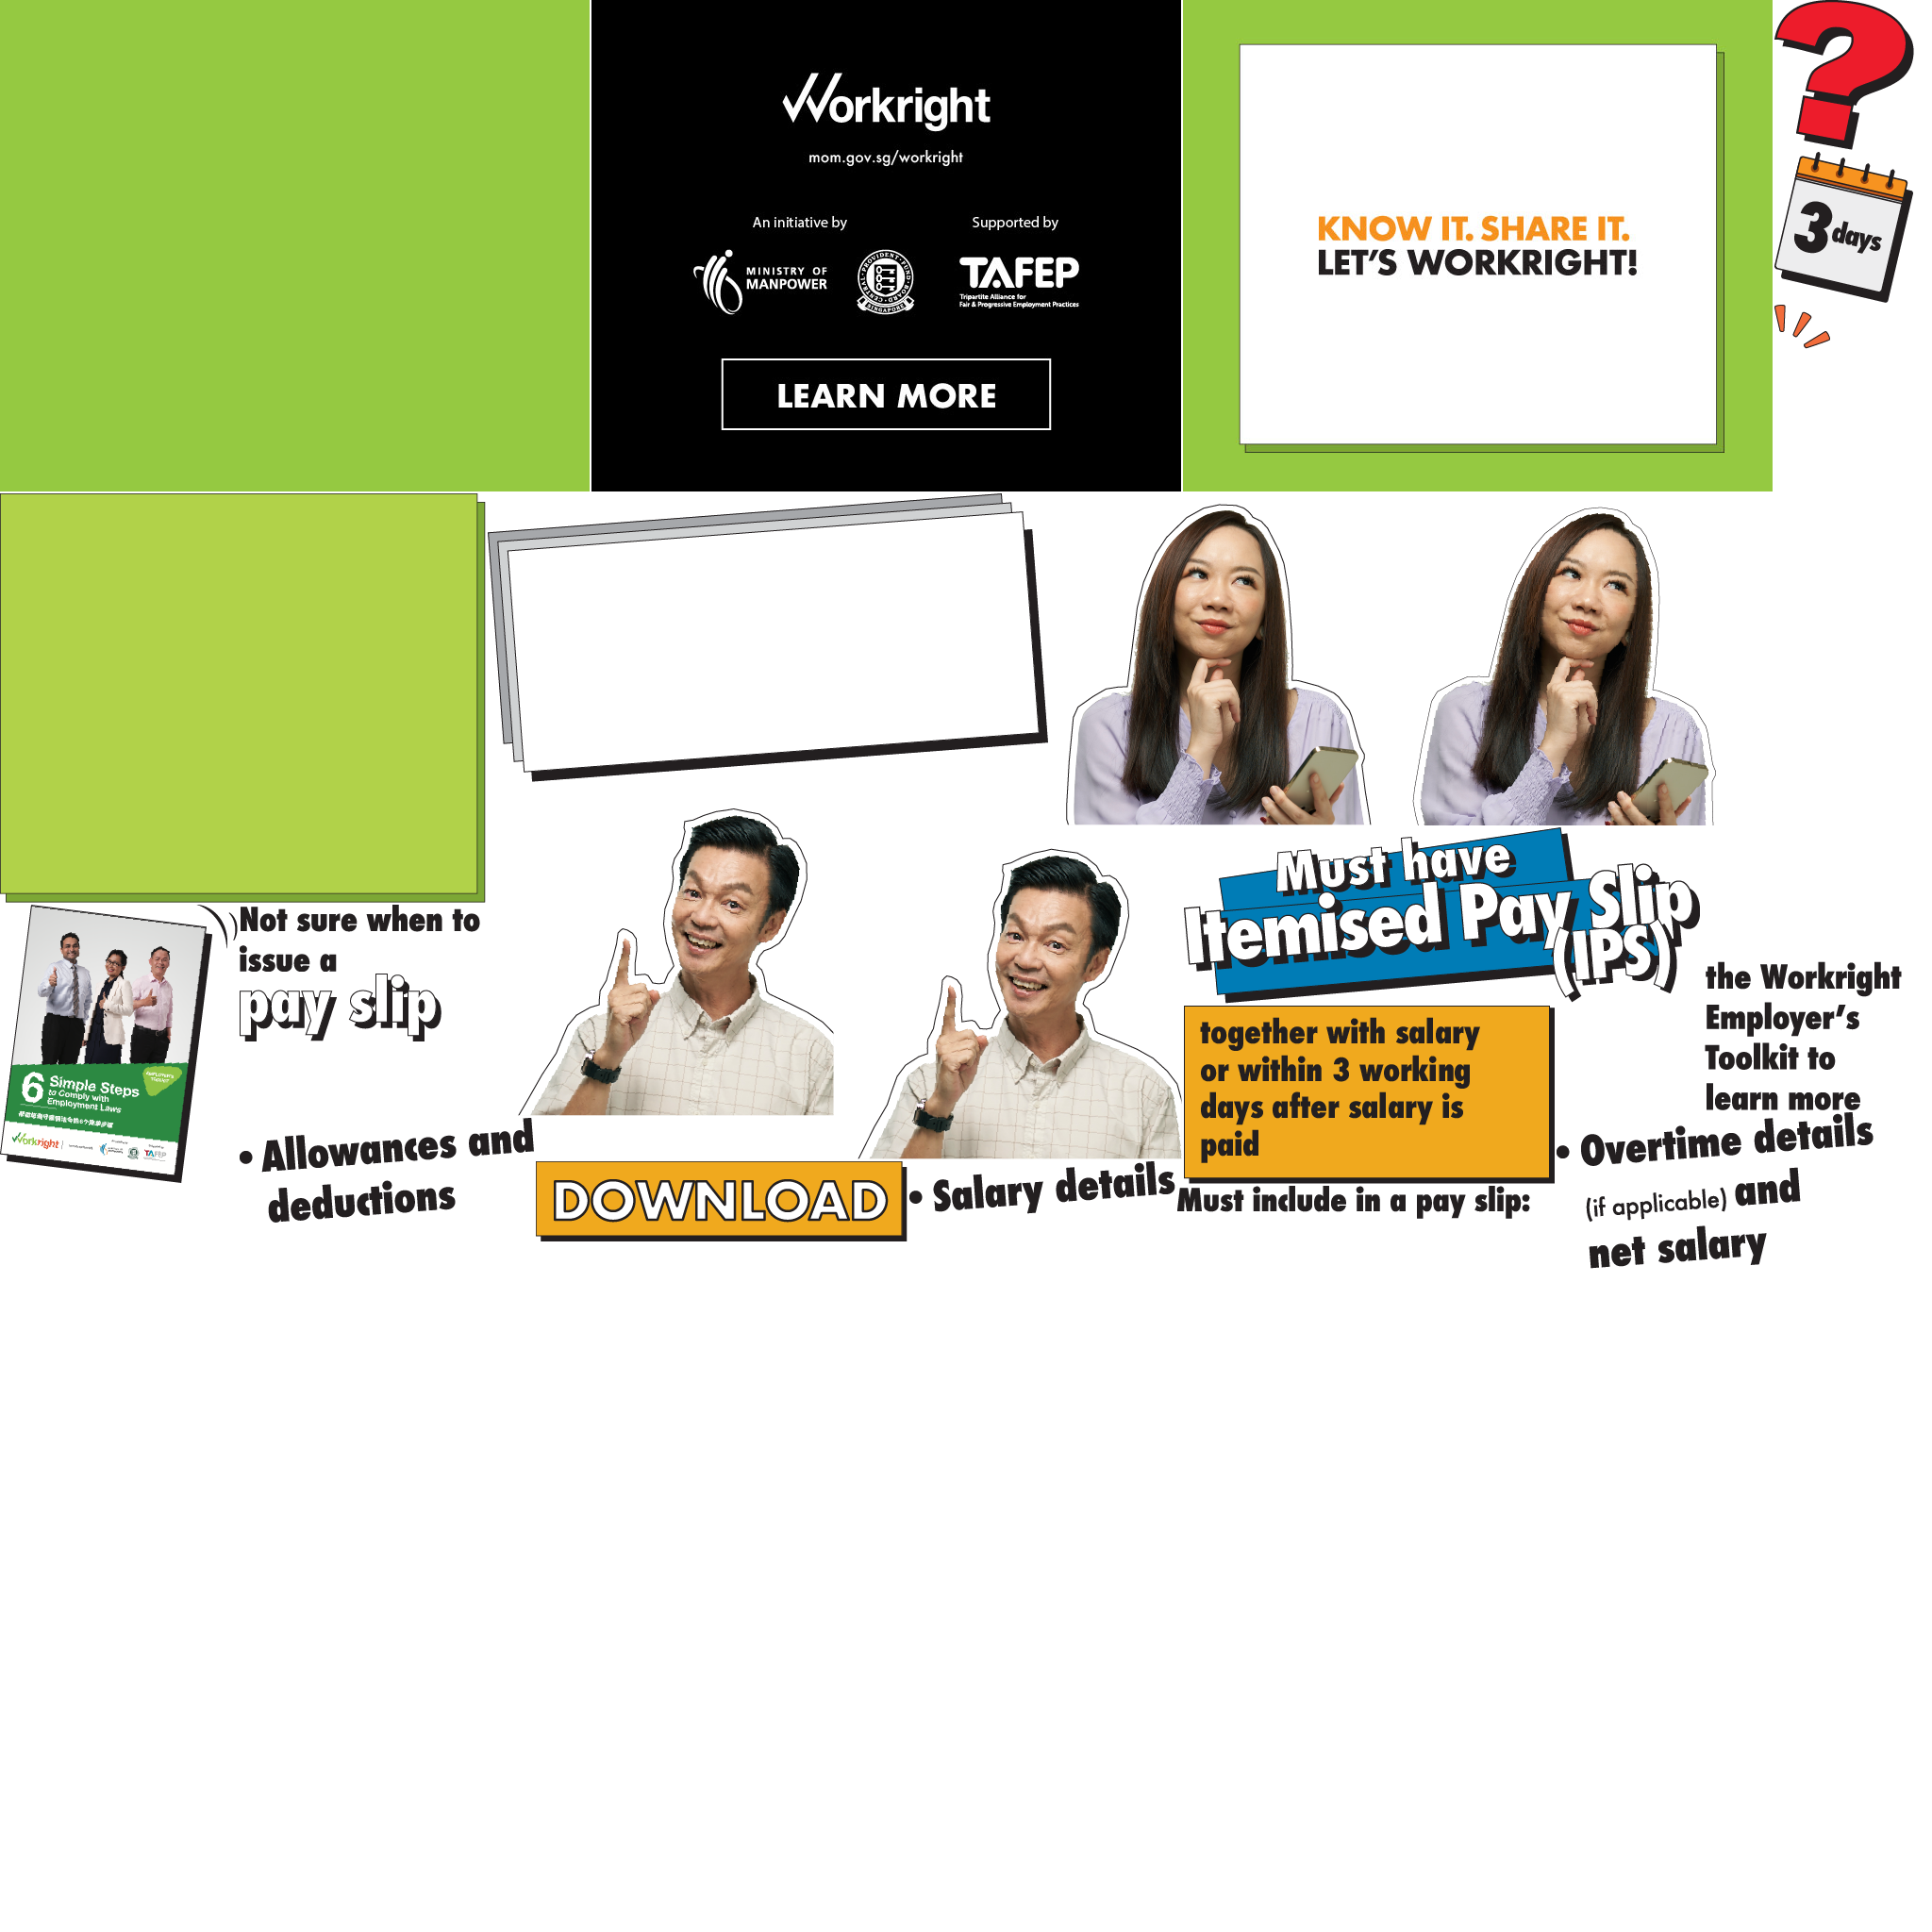 Workright
mom.gov.sg/workright
An initiative by
Supported by
MINISTRY OF
MANPOWER
CENTRAL PROVIDENT FUND BOARD
SINGAPORE
TAFEP
Tripartite Alliance for
Fair & Progressive Employment Practices
LEARN MORE
KNOW IT. SHARE IT.
LET'S WORKRIGHT!
?
3 days
Not sure when to
issue a
pay slip
Must have
Itemised Pay Slip
(IPS)
together with salary
or within 3 working
days after salary is
paid
the Workright
Employer's
Toolkit to
learn more
EMPLOYER'S
TOOLKIT
6 Simple Steps
to Comply with
Employment Laws
Workright
TAFEP
• Allowances and
deductions
DOWNLOAD
• Salary details
Must include in a pay slip:
• Overtime details
(if applicable) and
net salary